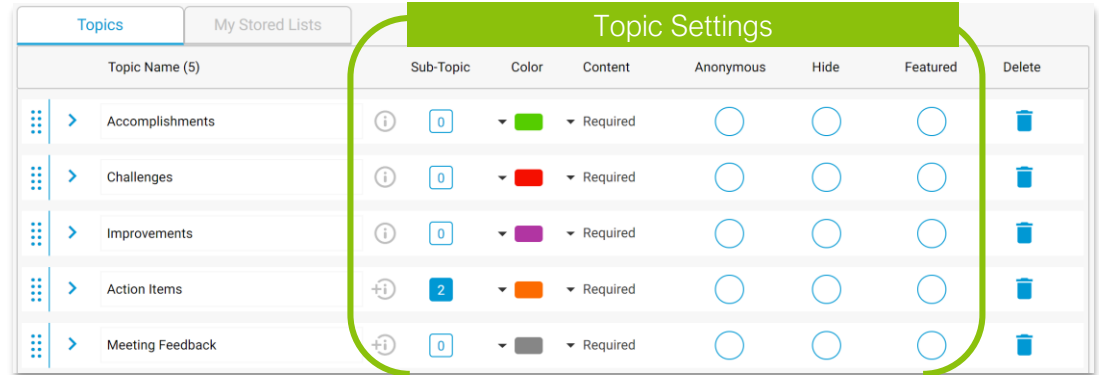 Topics My Stored Lists Topic Settings
Topic Name (5) Sub-Topic Color Content Anonymous Hide Featured Delete
Accomplishments 0 Required
Challenges 0 Required
Improvements 0 Required
Action Items 2 Required
Meeting Feedback 0 Required